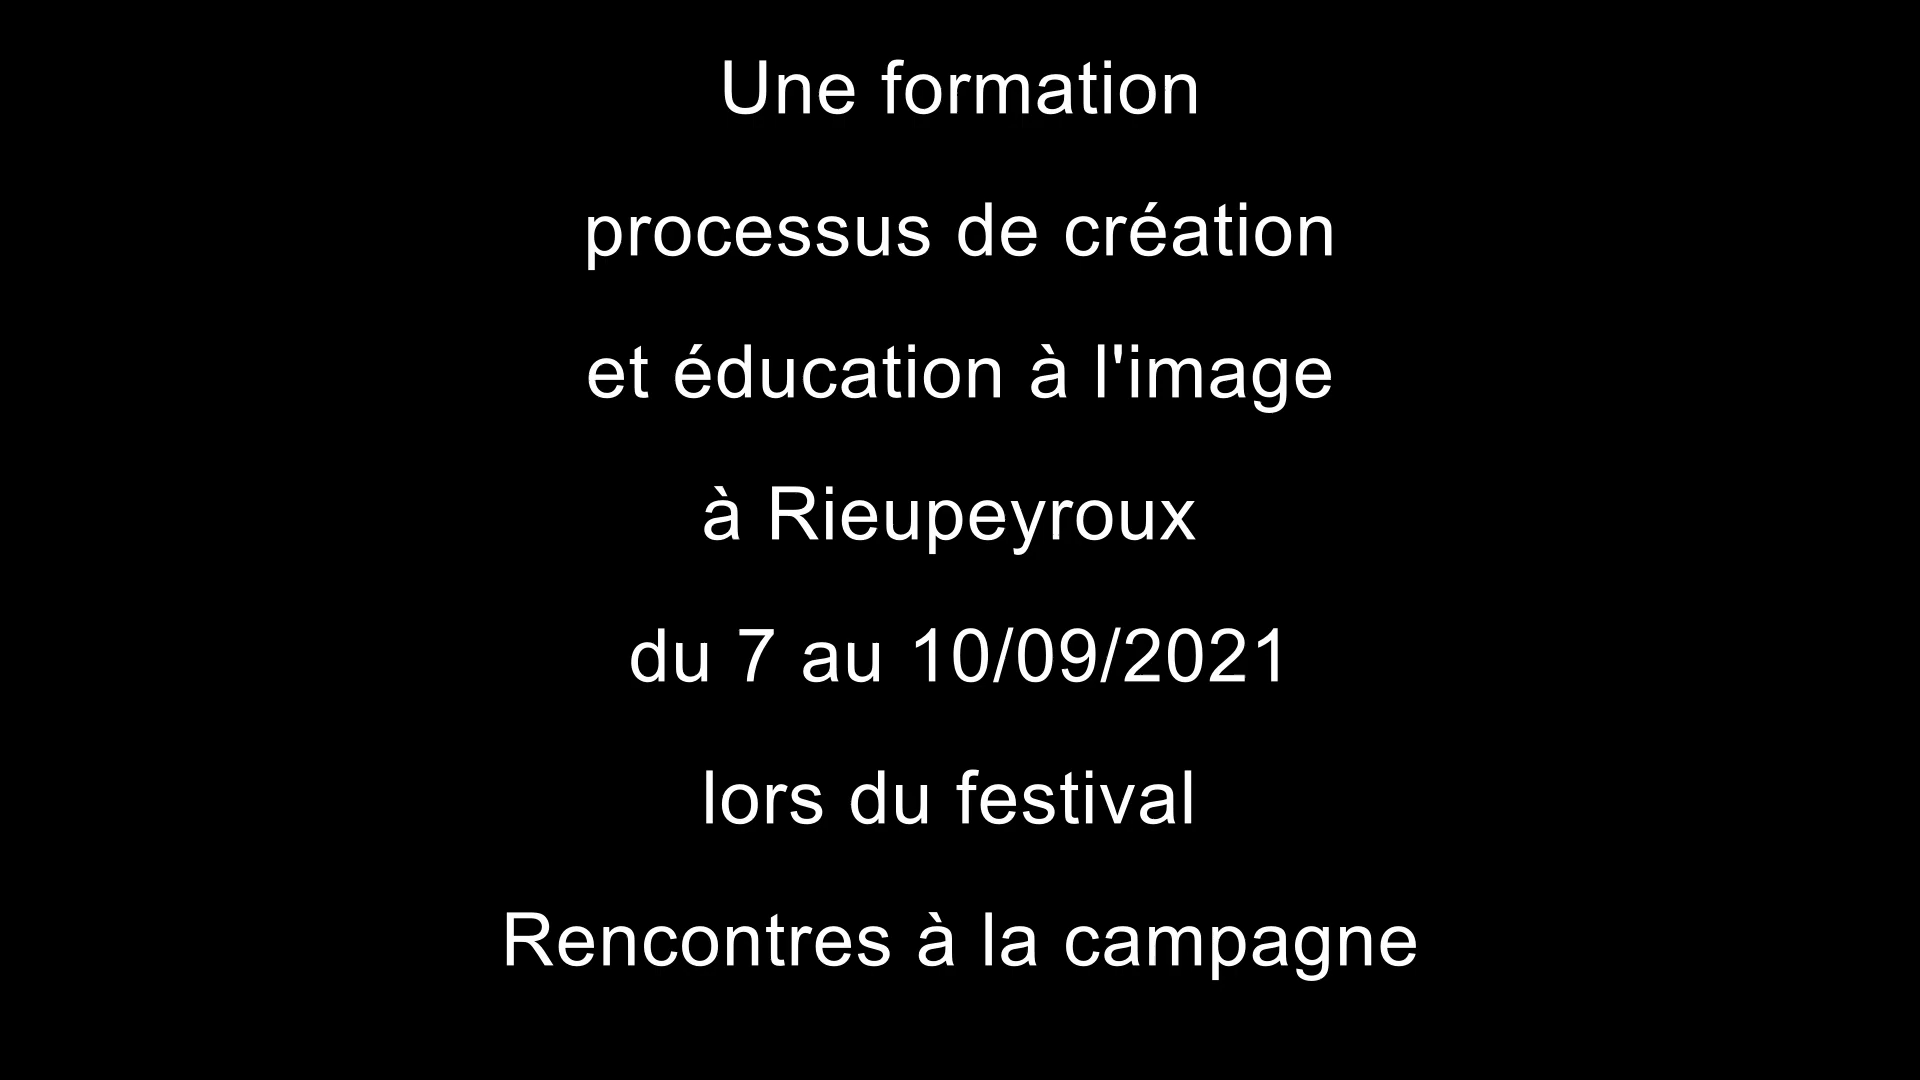 Une formation
processus de création
et éducation à l'image
à Rieupeyroux
du 7 au 10/09/2021
lors du festival
Rencontres à la campagne